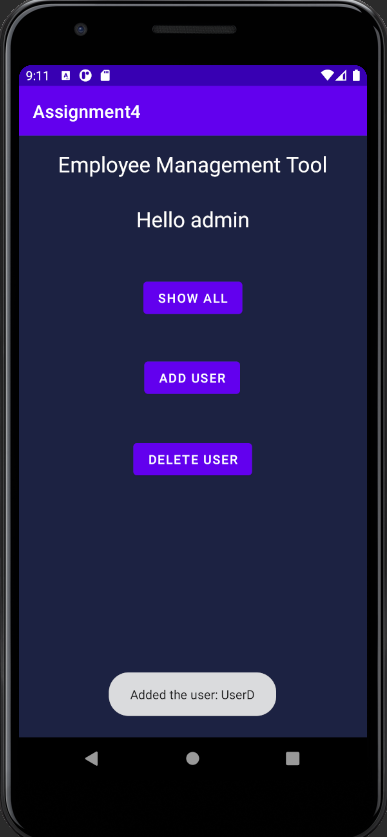 9:11
Assignment4
Employee Management Tool
Hello admin
SHOW ALL
ADD USER
DELETE USER
Added the user: UserD